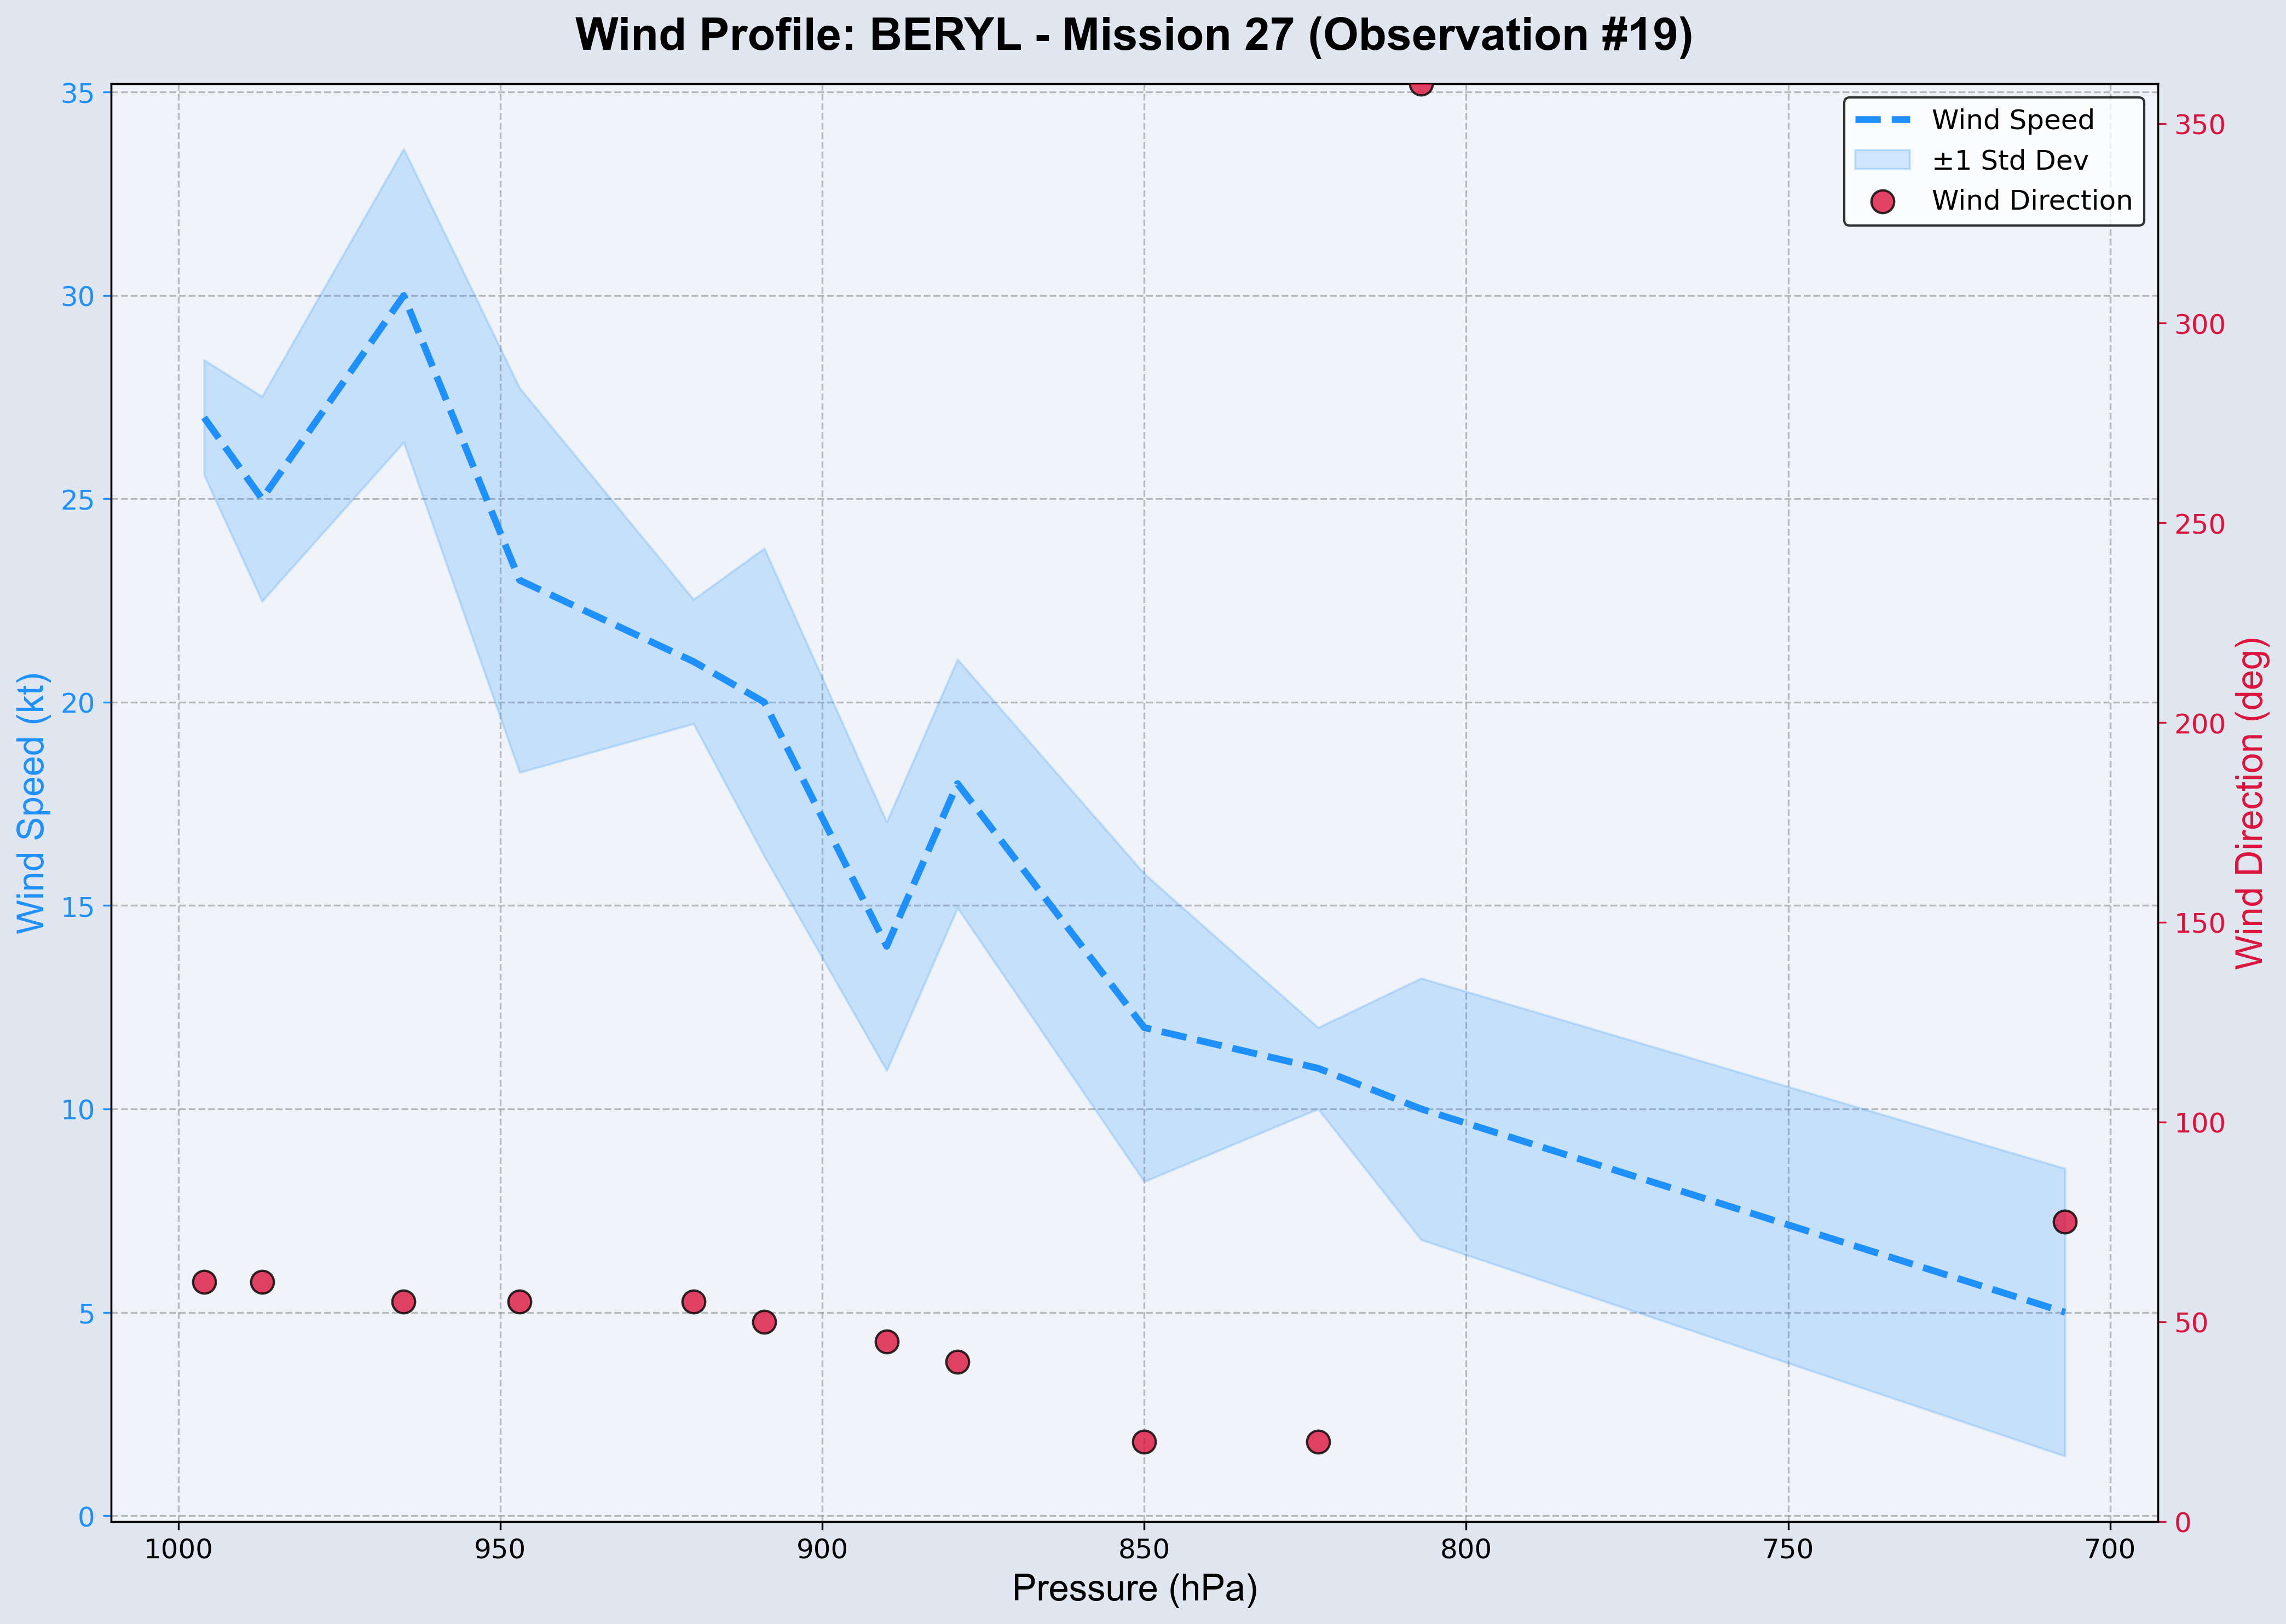 Wind Profile: BERYL - Mission 27 (Observation #19)
Wind Speed
±1 Std Dev
Wind Direction
35
30
25
20
15
10
5
0
Wind Speed (kt)
350
300
250
200
150
100
50
0
Wind Direction (deg)
1000 950 900 850 800 750 700
Pressure (hPa)